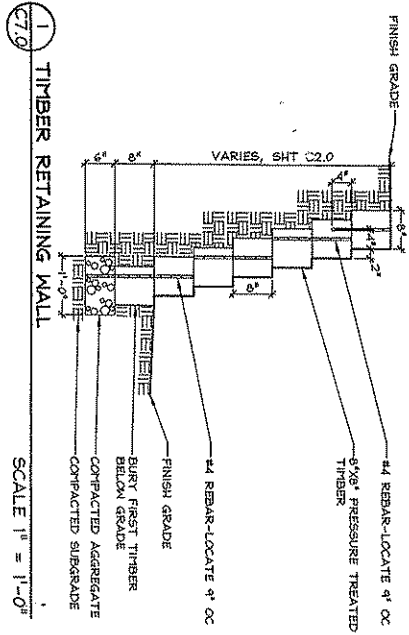 FINISH GRADE
8"
4"
4"
2"
VARIES, SHT C2.0
8"
8"
6"
1'-0"
#4 REBAR-LOCATE 9" OC
8"X8" PRESSURE TREATED
TIMBER
#4 REBAR-LOCATE 9" OC
FINISH GRADE
BURY FIRST TIMBER
BELOW GRADE
COMPACTED AGGREGATE
COMPACTED SUBGRADE
1
C7.0
TIMBER RETAINING WALL
SCALE 1" = 1'-0"